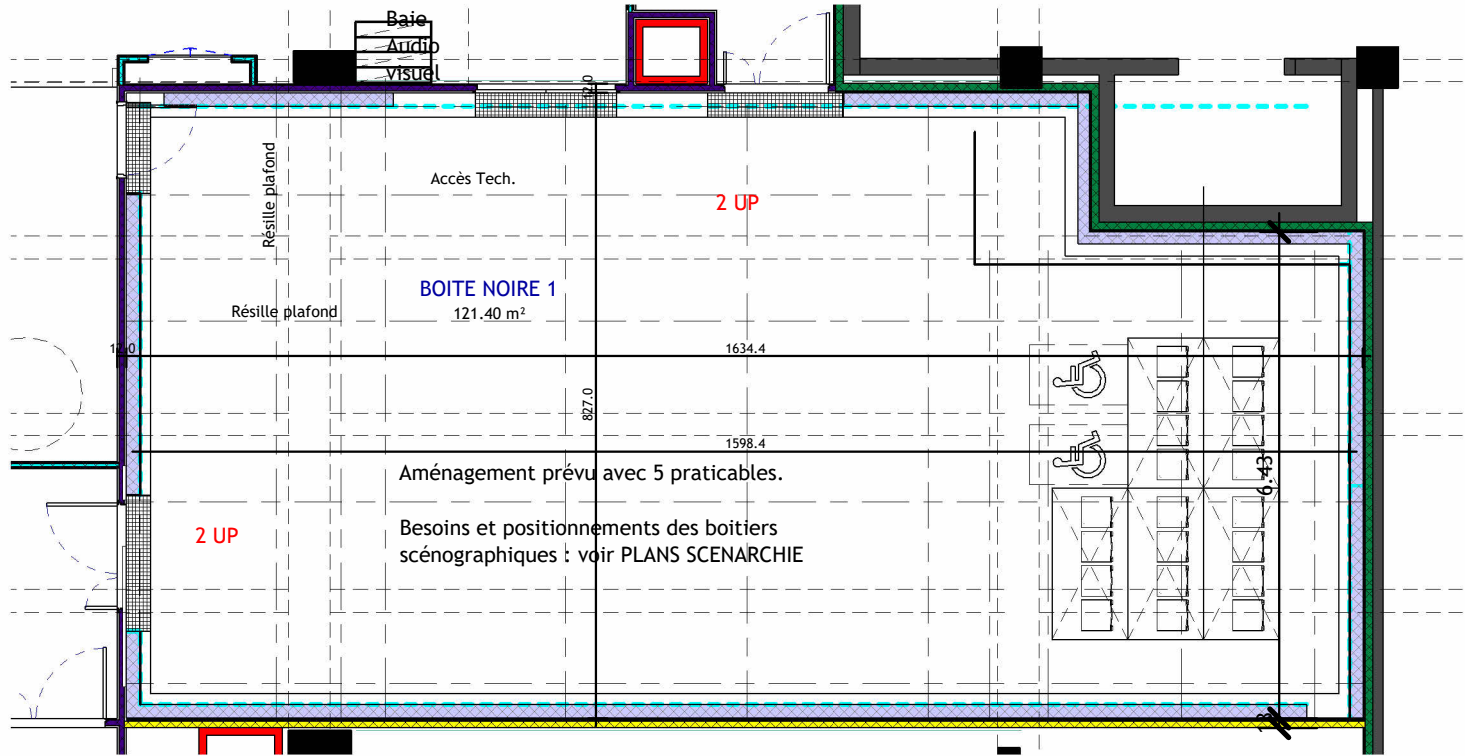 Baie
Audio
visuel
12.0
Résille plafond
Accès Tech.
2 UP
BOITE NOIRE 1
121.40 m²
Résille plafond
1634.4
827.0
1598.4
6.43
Aménagement prévu avec 5 praticables.
Besoins et positionnements des boitiers
scénographiques : voir PLANS SCENARCHIE
2 UP